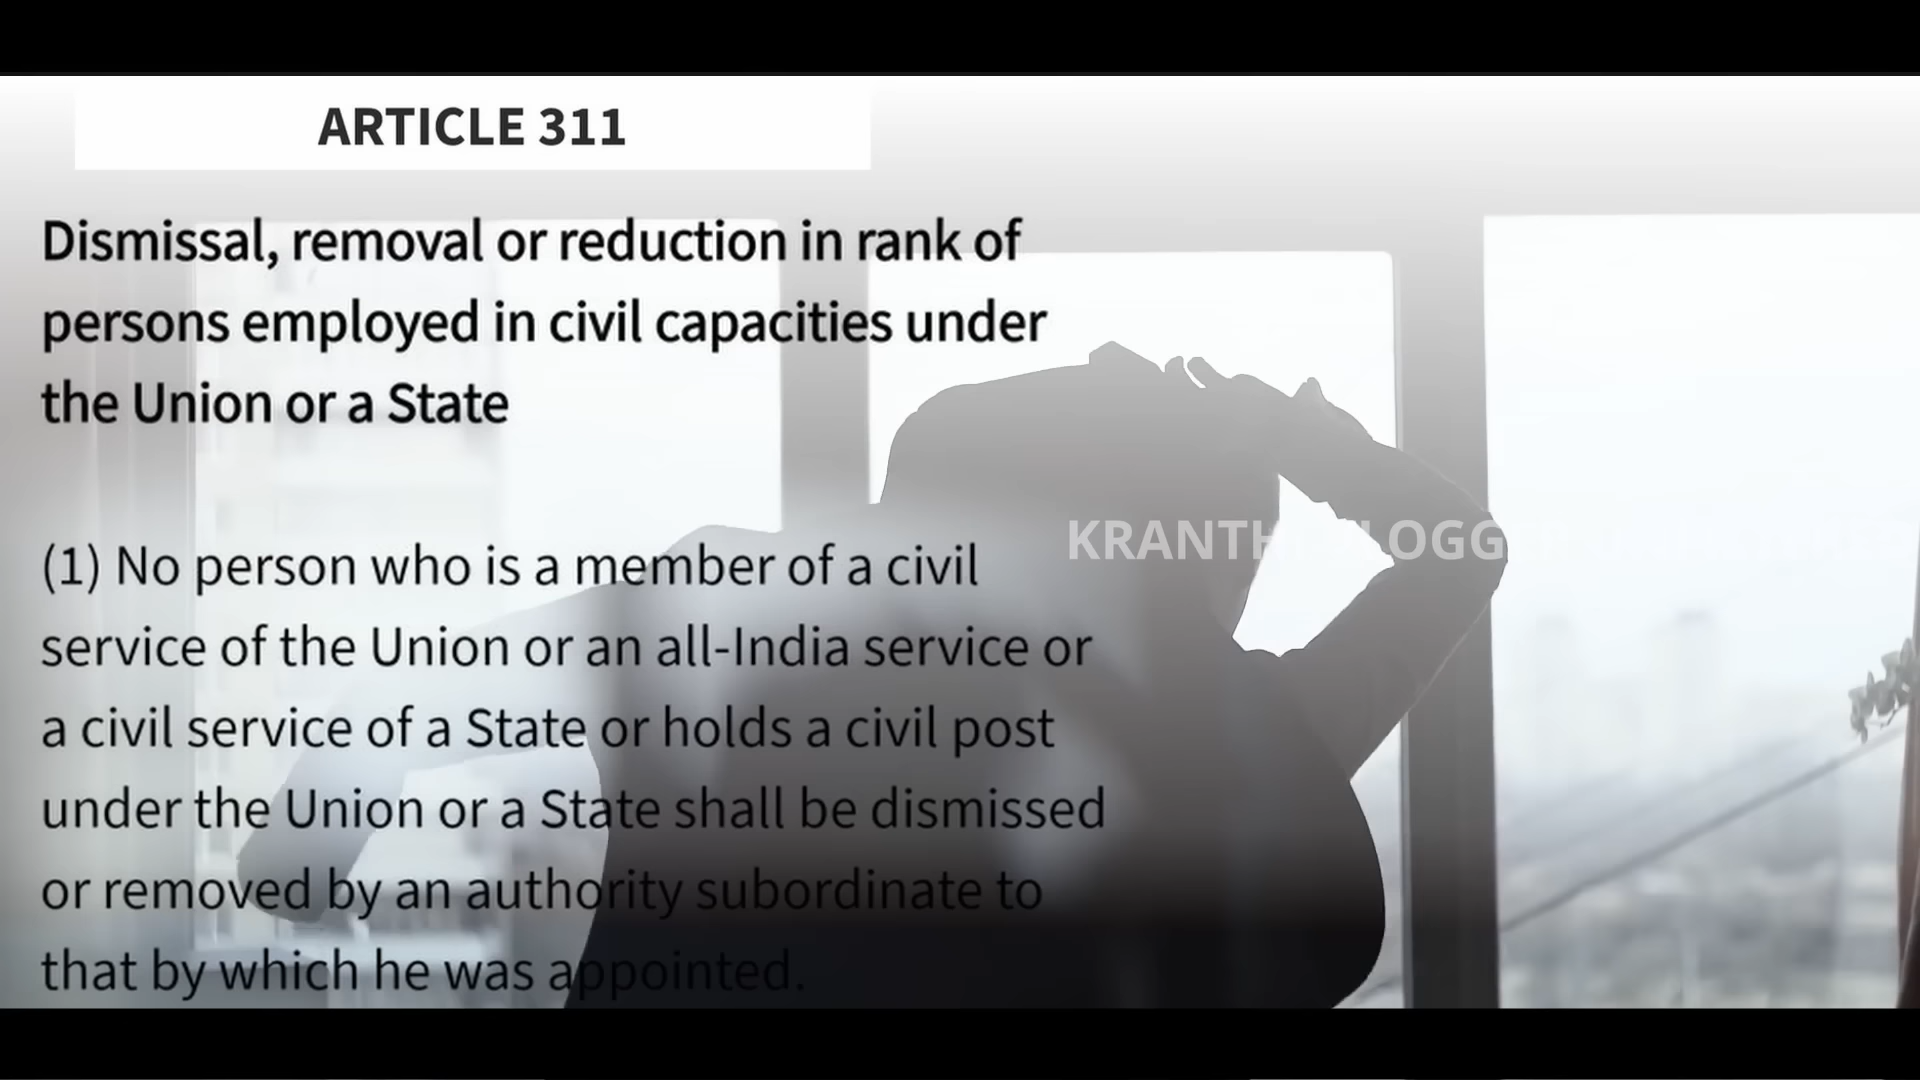 ARTICLE 311
Dismissal, removal or reduction in rank of
persons employed in civil capacities under
the Union or a State
(1) No person who is a member of a civil
service of the Union or an all-India service or
a civil service of a State or holds a civil post
under the Union or a State shall be dismissed
or removed by an authority subordinate to
that by which he was appointed.